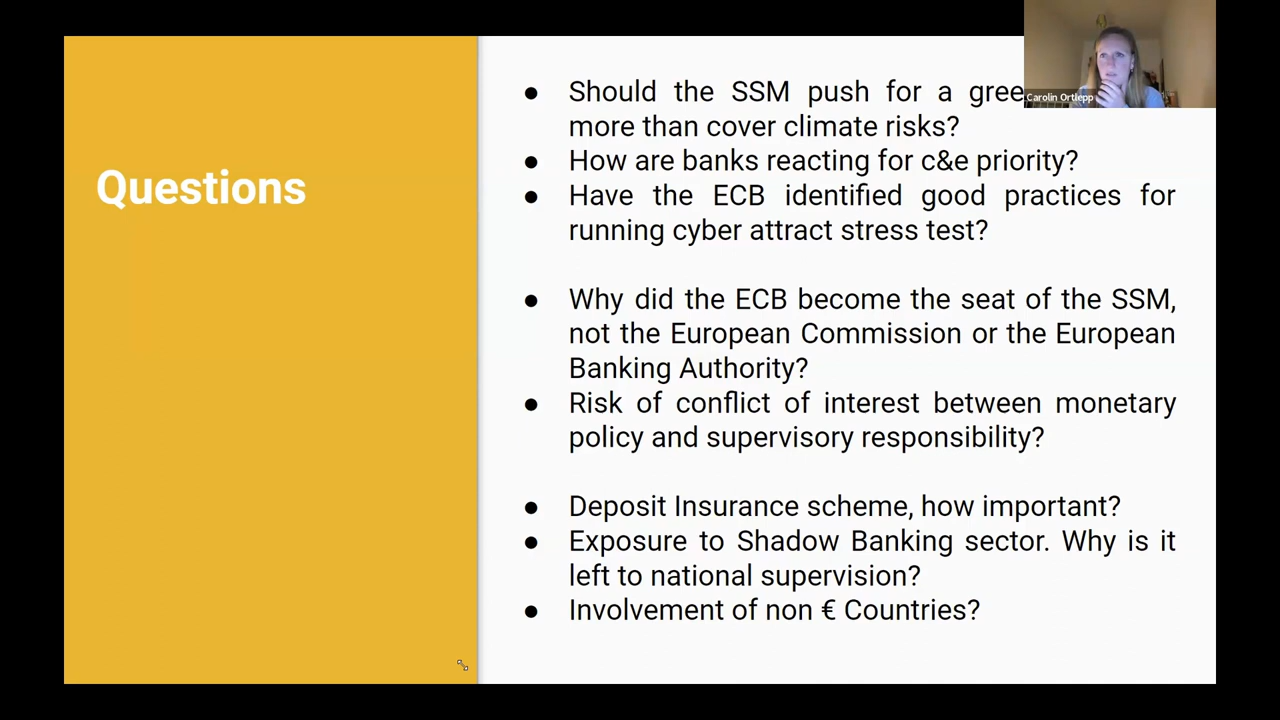 Carolin Ortlepp
Questions
● Should the SSM push for a
more than cover climate risks?
● How are banks reacting for c&e priority?
● Have the ECB identified good practices for
running cyber attract stress test?
● Why did the ECB become the seat of the SSM,
not the European Commission or the European
Banking Authority?
● Risk of conflict of interest between monetary
policy and supervisory responsibility?
● Deposit Insurance scheme, how important?
● Exposure to Shadow Banking sector. Why is it
left to national supervision?
● Involvement of non € Countries?